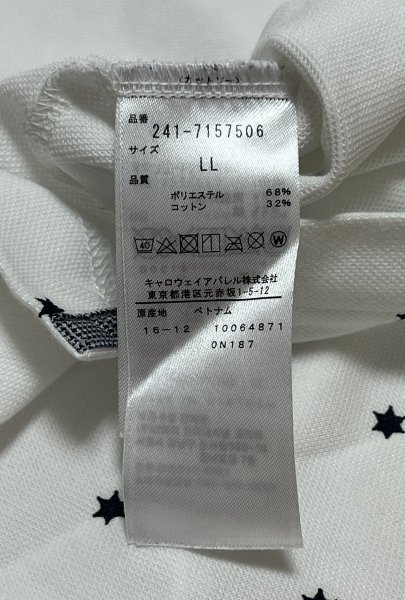 品番
241-7157506
サイズ
LL
品質
ポリエステル 68%
コットン 32%
40
W
キャロウェイアパレル株式会社
東京都港区元赤坂1-5-12
原産地 ベトナム
16-12 10064871
0N187